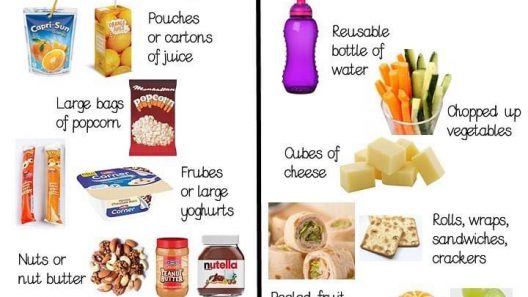 Capri-Sun
ORANGE JUICE
Pouches
or cartons
of juice
Large bags
of popcorn
Manhattan
POPCORN
Corner
Frubes
or large
yoghurts
Nuts or
nut butter
PEANUT
BUTTER
nutella
Reusable
bottle of
water
Chopped up
vegetables
Cubes of
cheese
Rolls, wraps,
sandwiches,
crackers
Peeled fruit